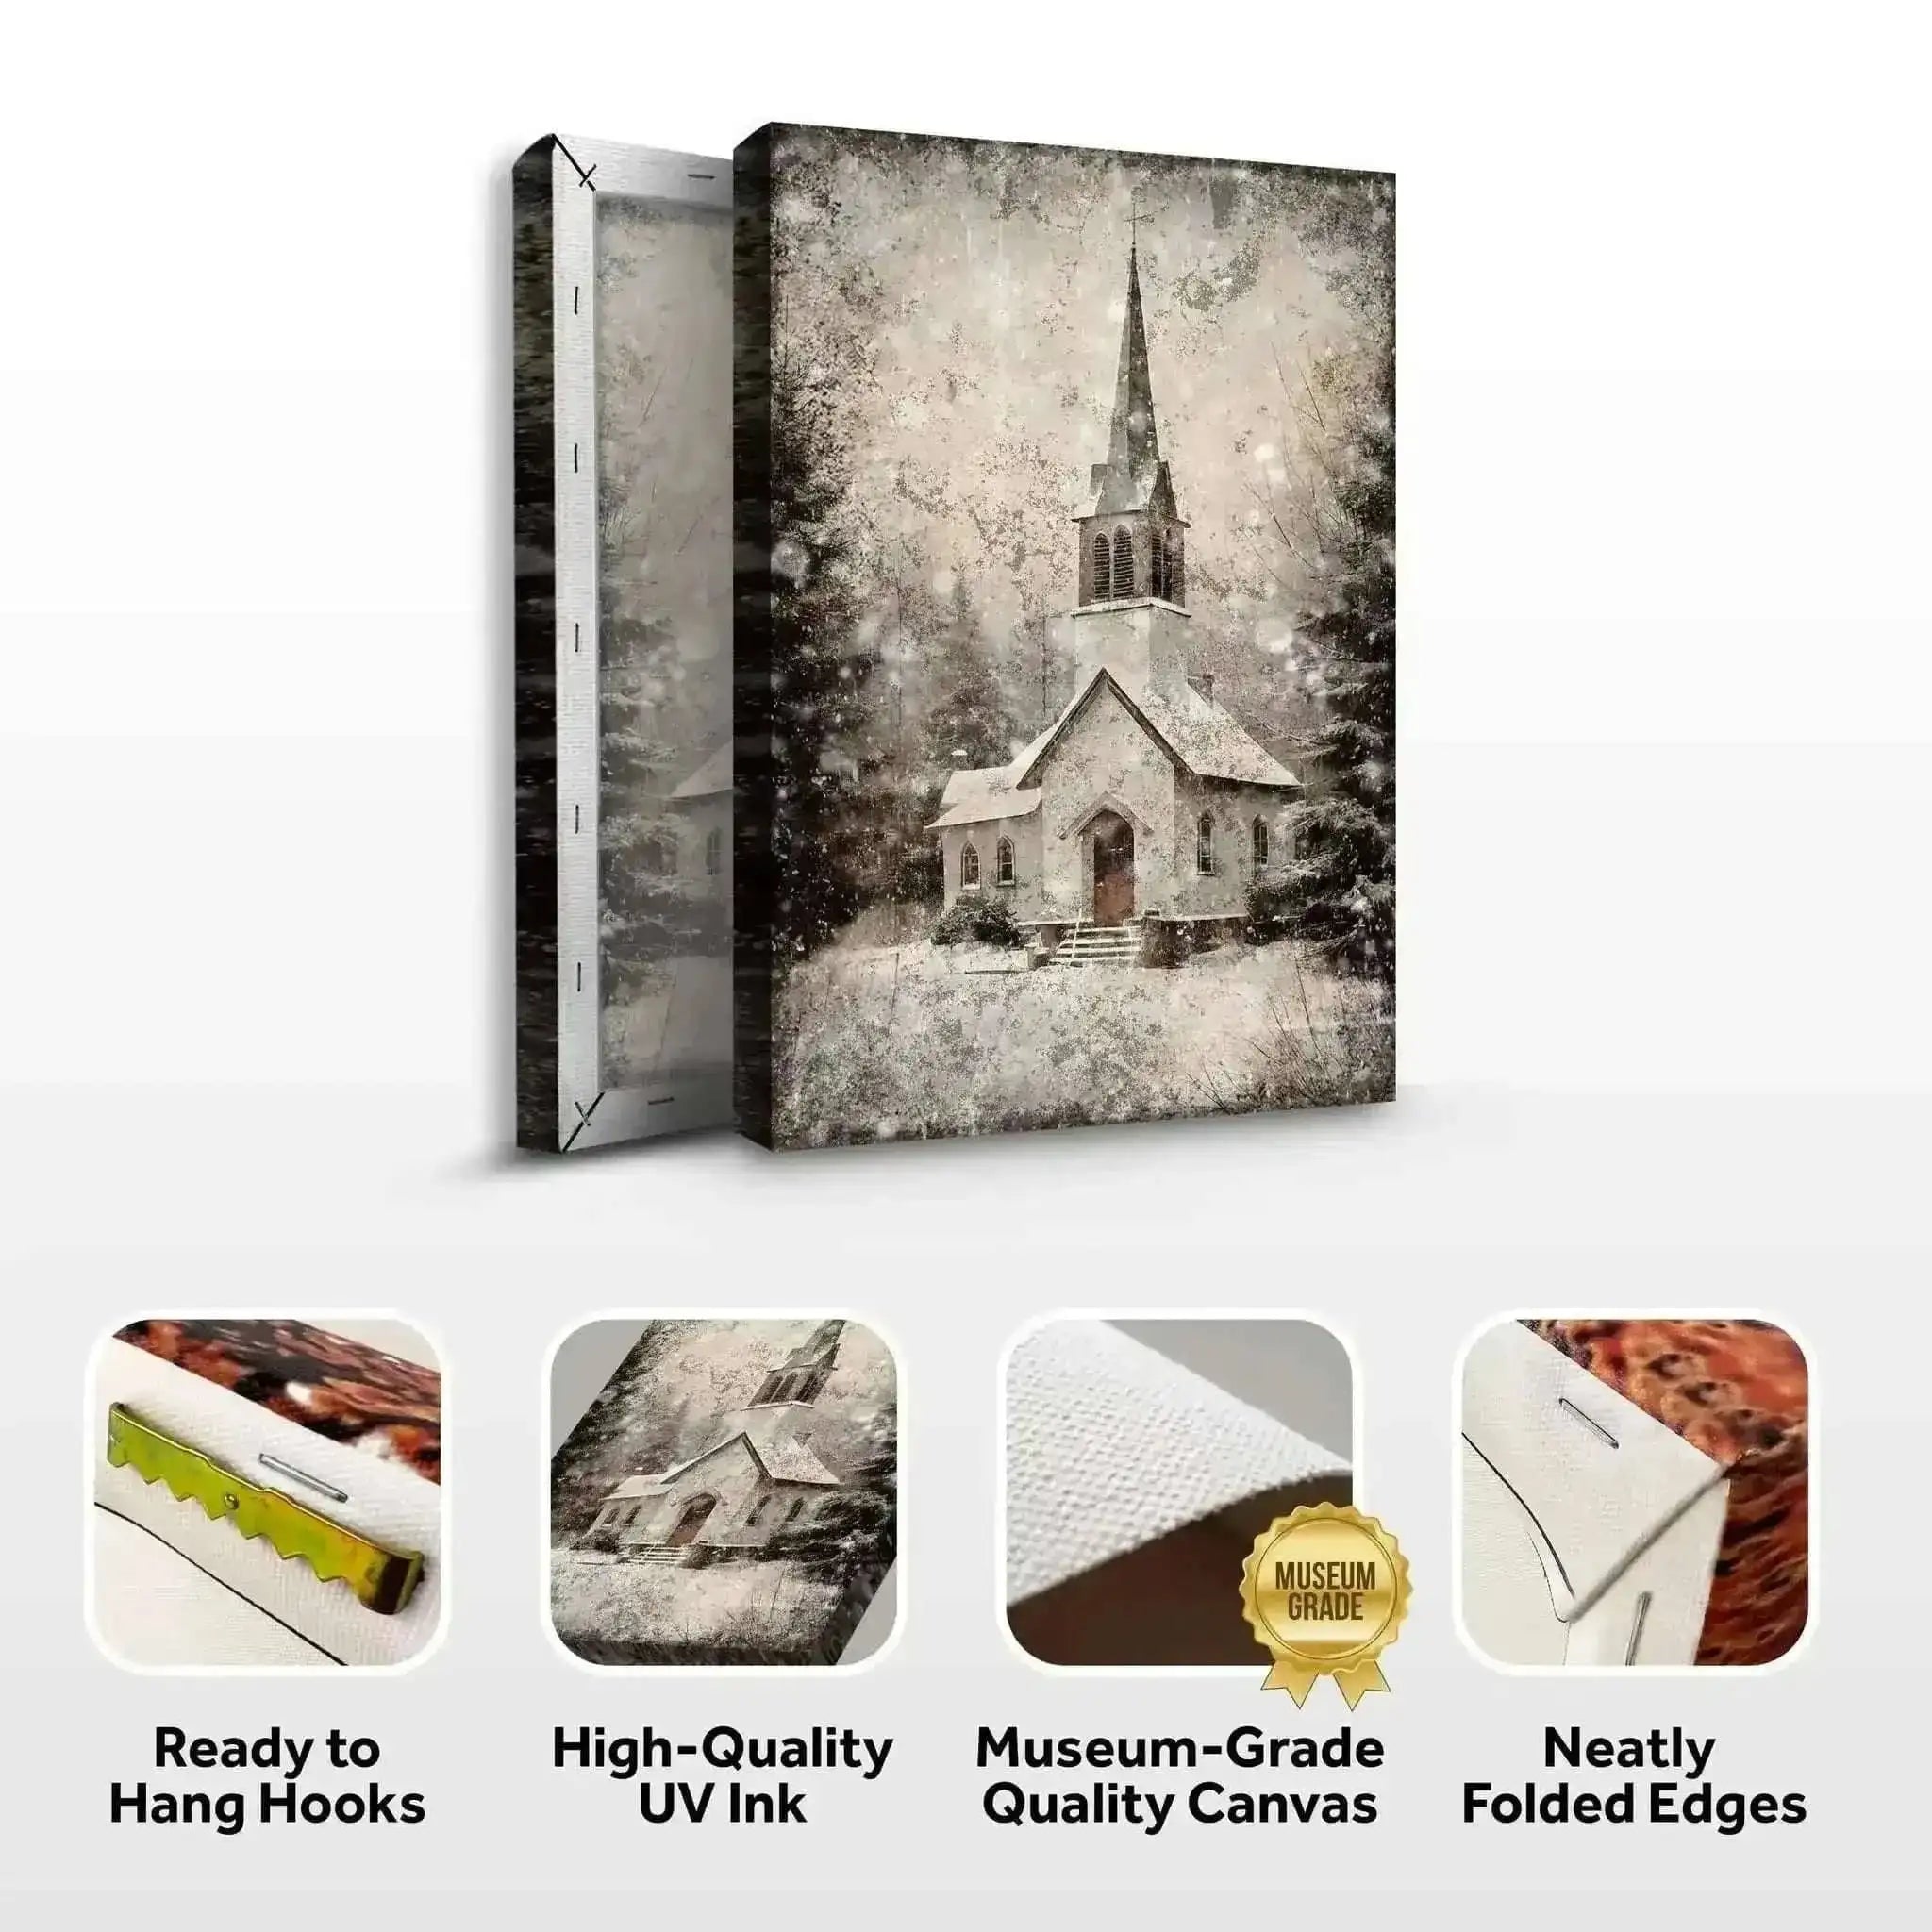 MUSEUM
GRADE
Ready to
Hang Hooks
High-Quality
UV Ink
Museum-Grade
Quality Canvas
Neatly
Folded Edges